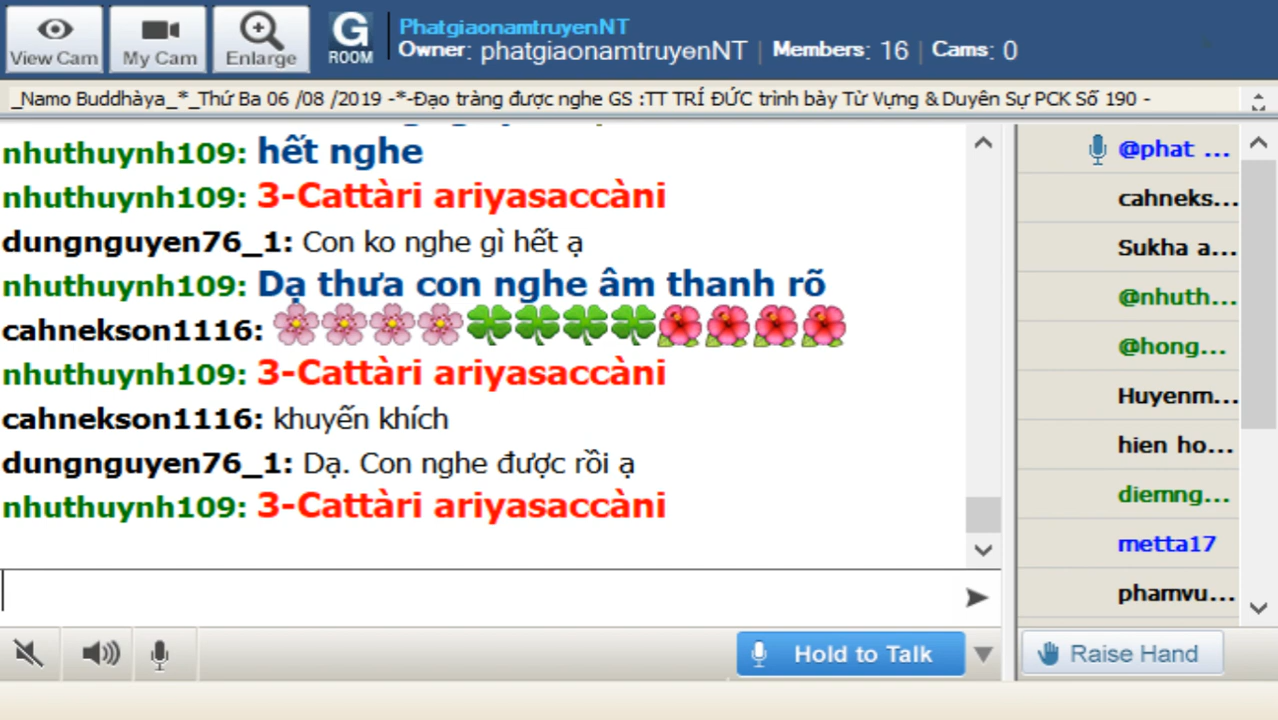 View Cam
My Cam
Enlarge
G
ROOM
PhatgiaonamtruyenNT
Owner: phatgiaonamtruyenNT | Members: 16 | Cams: 0
_Namo Buddhàya_*_Thứ Ba 06 /08 /2019 -*-Đạo tràng được nghe GS :TT TRÍ ĐỨC trình bày Từ Vựng & Duyên Sự PCK Số 190 -
nhuthuynh109: hết nghe
nhuthuynh109: 3-Cattàri ariyasaccàni
dungnguyen76_1: Con ko nghe gì hết ạ
nhuthuynh109: Dạ thưa con nghe âm thanh rõ
cahnekson1116: 🌸🌸🌸🌸🍀🍀🍀🍀🌺🌺🌺🌺
nhuthuynh109: 3-Cattàri ariyasaccàni
cahnekson1116: khuyến khích
dungnguyen76_1: Dạ. Con nghe được rồi ạ
nhuthuynh109: 3-Cattàri ariyasaccàni
@phat ...
cahneks...
Sukha a...
@nhuth...
@hong...
Huyenm...
hien ho...
diemng...
metta17
phamvu...
Hold to Talk
Raise Hand